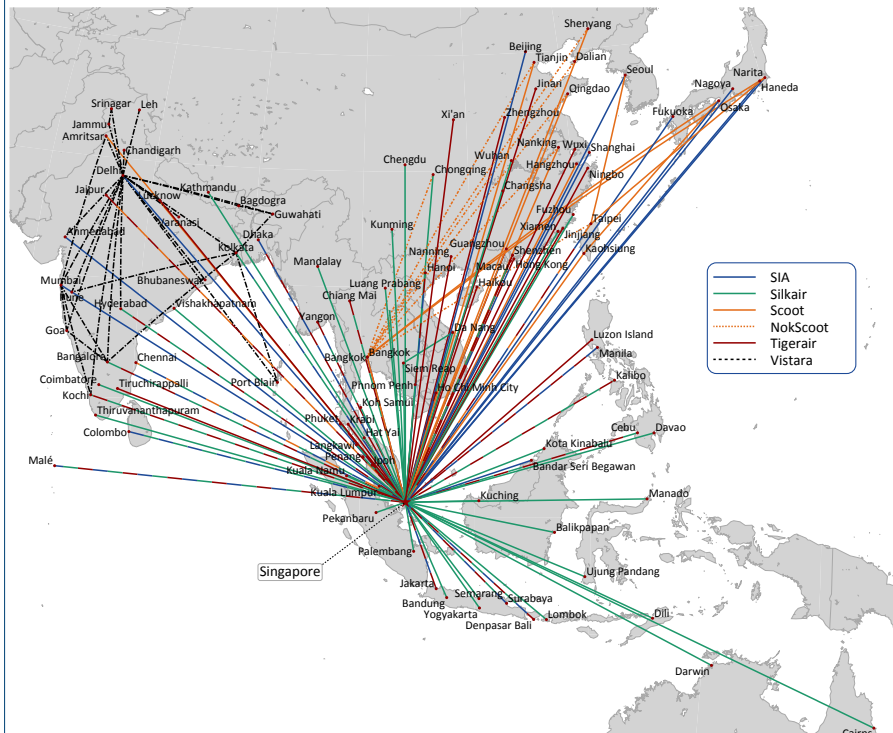 Shenyang
Beijing
Tianjin
Dalian
Seoul
Narita
Nagoya
Haneda
Jinan
Qingdao
Osaka
Fukuoka
Srinagar
Leh
Jammu
Amritsar
Xi'an
Zhengzhou
Chandigarh
Nanking
Wuxi
Shanghai
Delhi
Chengdu
Wuhan
Hangzhou
Chongqing
Ningbo
Jaipur
Lucknow
Kathmandu
Changsha
Bagdogra
Guwahati
Fuzhou
Varanasi
Taipei
Ahmedabad
Dhaka
Kunming
Xiamen
Jinjiang
Kolkata
Nanning
Guangzhou
Shenzhen
Kaohsiung
Mandalay
Hanoi
Macau
Hong Kong
Mumbai
Bhubaneswar
Luang Prabang
Haikou
SIA
Pune
Hyderabad
Vishakhapatnam
Chiang Mai
Silkair
Scoot
Goa
Yangon
Da Nang
NokScoot
Luzon Island
Tigerair
Bangalore
Chennai
Bangkok
Bangkok
Manila
Vistara
Siem Reap
Coimbatore
Tiruchirappalli
Port Blair
Phnom Penh
Ho Chi Minh City
Kalibo
Kochi
Koh Samui
Thiruvananthapuram
Phuket
Krabi
Colombo
Hat Yai
Cebu
Davao
Langkawi
Kota Kinabalu
Penang
Ipoh
Malé
Kuala Namu
Bandar Seri Begawan
Kuala Lumpur
Kuching
Manado
Pekanbaru
Balikpapan
Palembang
Singapore
Ujung Pandang
Jakarta
Semarang
Surabaya
Bandung
Yogyakarta
Lombok
Dili
Denpasar Bali
Darwin
Cairns